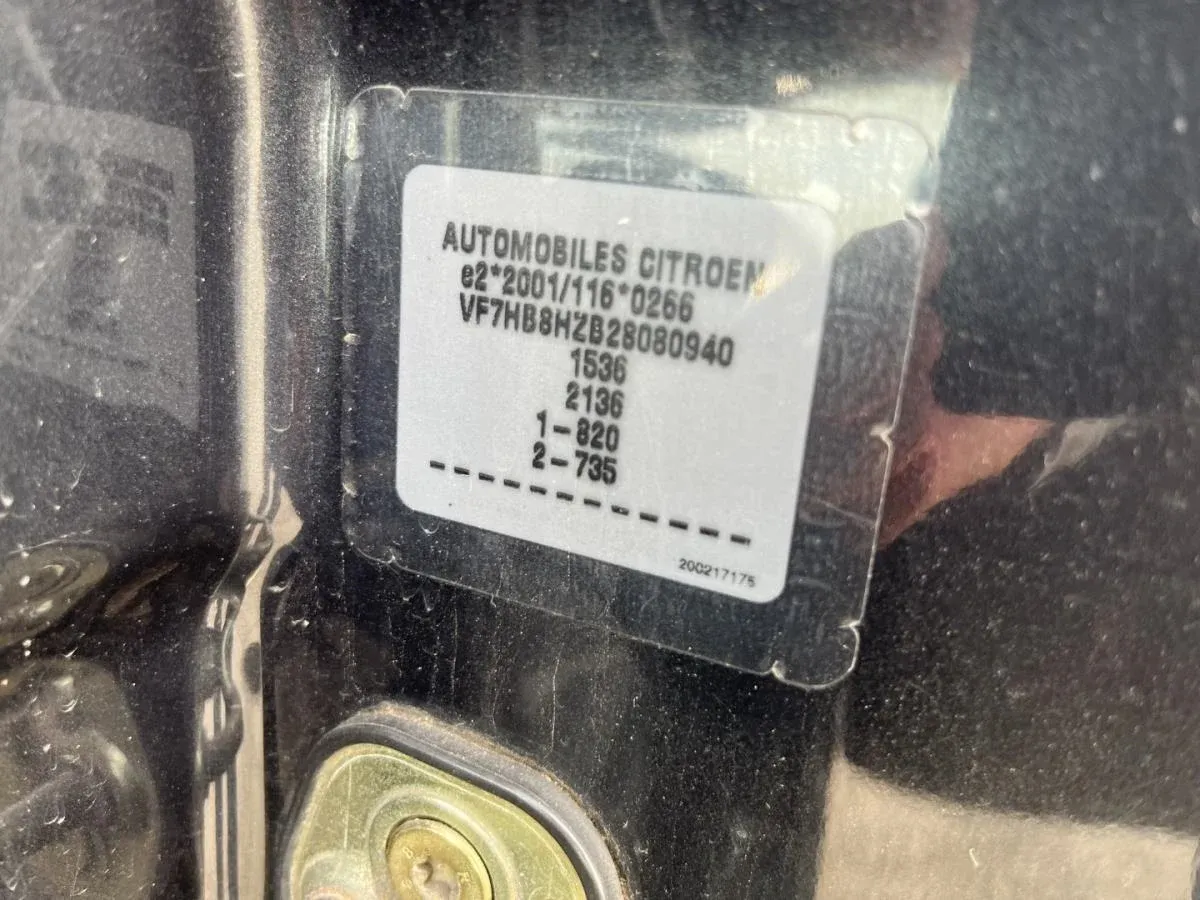 AUTOMOBILES CITROEN
e2*2001/116*0266
VF7HB8HZB28080940
1536
2136
1-820
2-735
- - - - - - - - - - - -
200217175